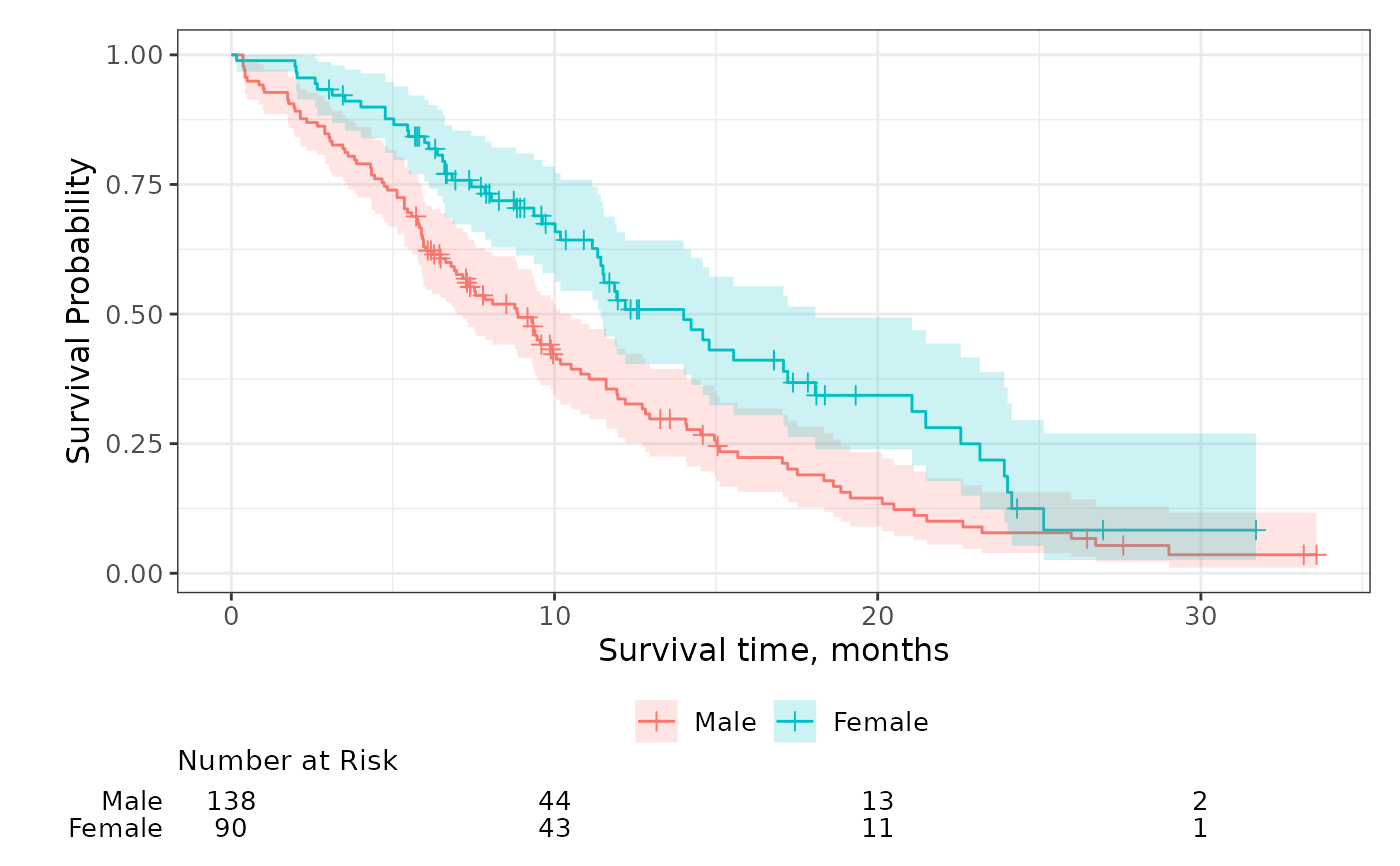 Survival Probability
1.00
0.75
0.50
0.25
0.00
0 10 20 30
Survival time, months
Male Female
Number at Risk
Male 138 44 13 2
Female 90 43 11 1